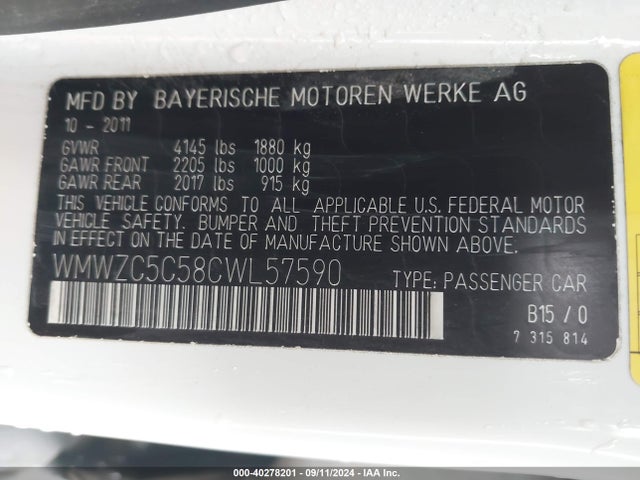 MFD BY BAYERISCHE MOTOREN WERKE AG
10 - 2011
GVWR 4145 lbs 1880 kg
GAWR FRONT 2205 lbs 1000 kg
GAWR REAR 2017 lbs 915 kg
THIS VEHICLE CONFORMS TO ALL APPLICABLE U.S. FEDERAL MOTOR
VEHICLE SAFETY, BUMPER AND THEFT PREVENTION STANDARDS
IN EFFECT ON THE DATE OF MANUFACTURE SHOWN ABOVE.
WMWZC5C58CWL57590 TYPE: PASSENGER CAR
B15 / 0
7 315 814
000-40278201 - 09/11/2024 - IAA Inc.